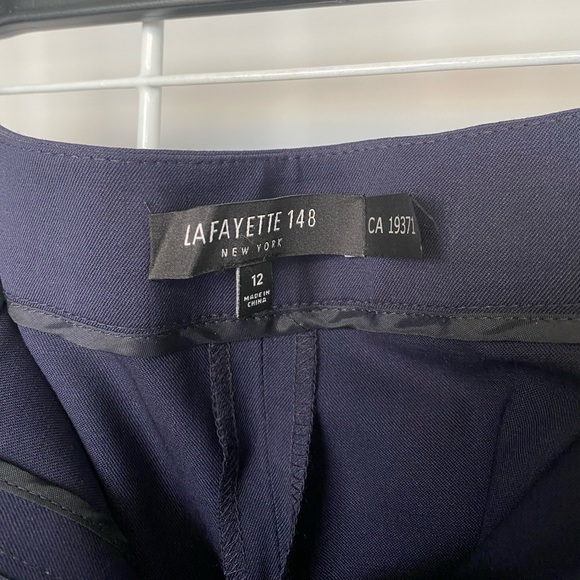 LAFAYETTE 148
NEW YORK
CA 19371
12
MADE IN
CHINA